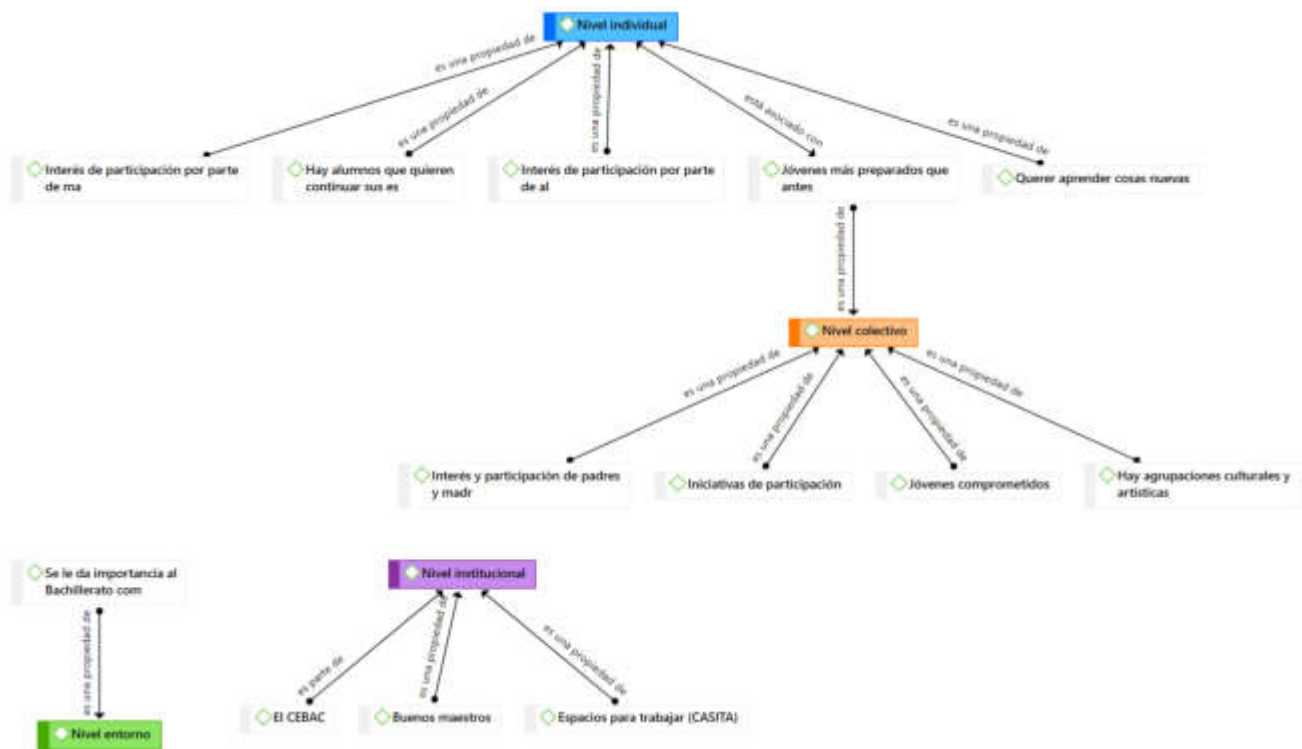 Nivel individual
es una propiedad de
es una propiedad de
es una propiedad de
está asociado con
es una propiedad de
Interés de participación por parte
de ma
Hay alumnos que quieren
continuar sus es
Interés de participación por parte
de al
Jóvenes más preparados que
antes
Querer aprender cosas nuevas
es una propiedad de
Nivel colectivo
es una propiedad de
es una propiedad de
es una propiedad de
es una propiedad de
Interés y participación de padres
y madr
Iniciativas de participación
Jóvenes comprometidos
Hay agrupaciones culturales y
artísticas
Se le da importancia al
Bachillerato com
es una propiedad de
Nivel entorno
Nivel institucional
es parte de
es una propiedad de
es una propiedad de
El CEBAC
Buenos maestros
Espacios para trabajar (CASITA)